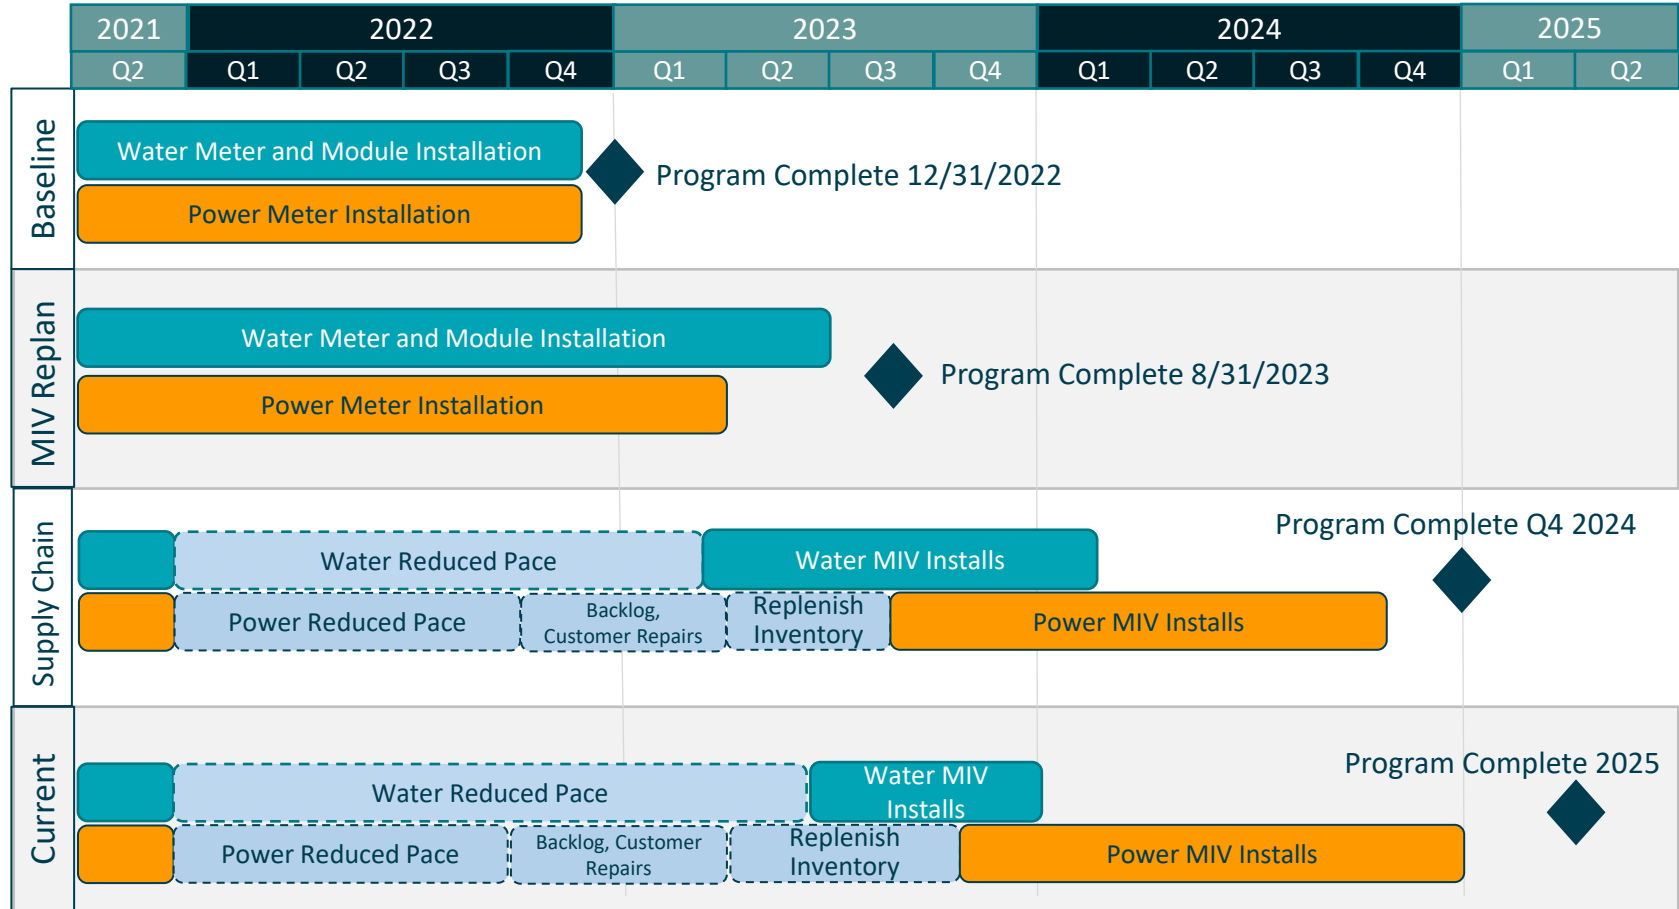 2021 2022 2023 2024 2025
Q2 Q1 Q2 Q3 Q4 Q1 Q2 Q3 Q4 Q1 Q2 Q3 Q4 Q1 Q2
Baseline
Water Meter and Module Installation
Power Meter Installation
Program Complete 12/31/2022
MIV Replan
Water Meter and Module Installation
Power Meter Installation
Program Complete 8/31/2023
Supply Chain
Program Complete Q4 2024
Water Reduced Pace
Water MIV Installs
Power Reduced Pace
Backlog,
Customer Repairs
Replenish
Inventory
Power MIV Installs
Current
Program Complete 2025
Water Reduced Pace
Water MIV
Installs
Power Reduced Pace
Backlog, Customer
Repairs
Replenish
Inventory
Power MIV Installs